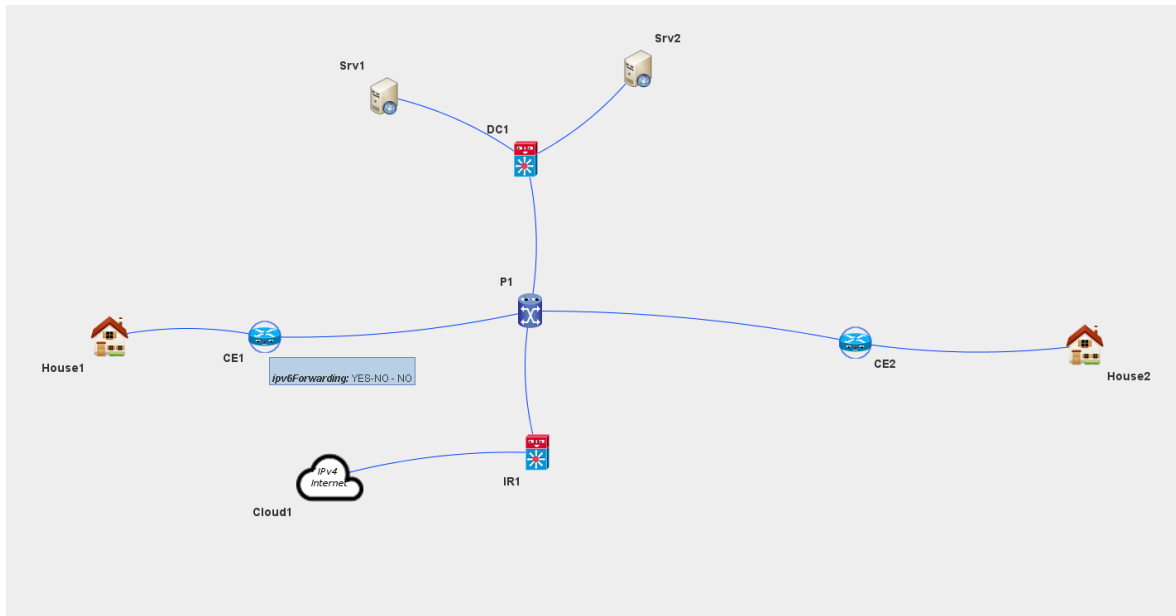 Srv2
Srv1
DC1
P1
House1
CE1
ipv6Forwarding: YES-NO - NO
CE2
House2
IPv4
Internet
IR1
Cloud1